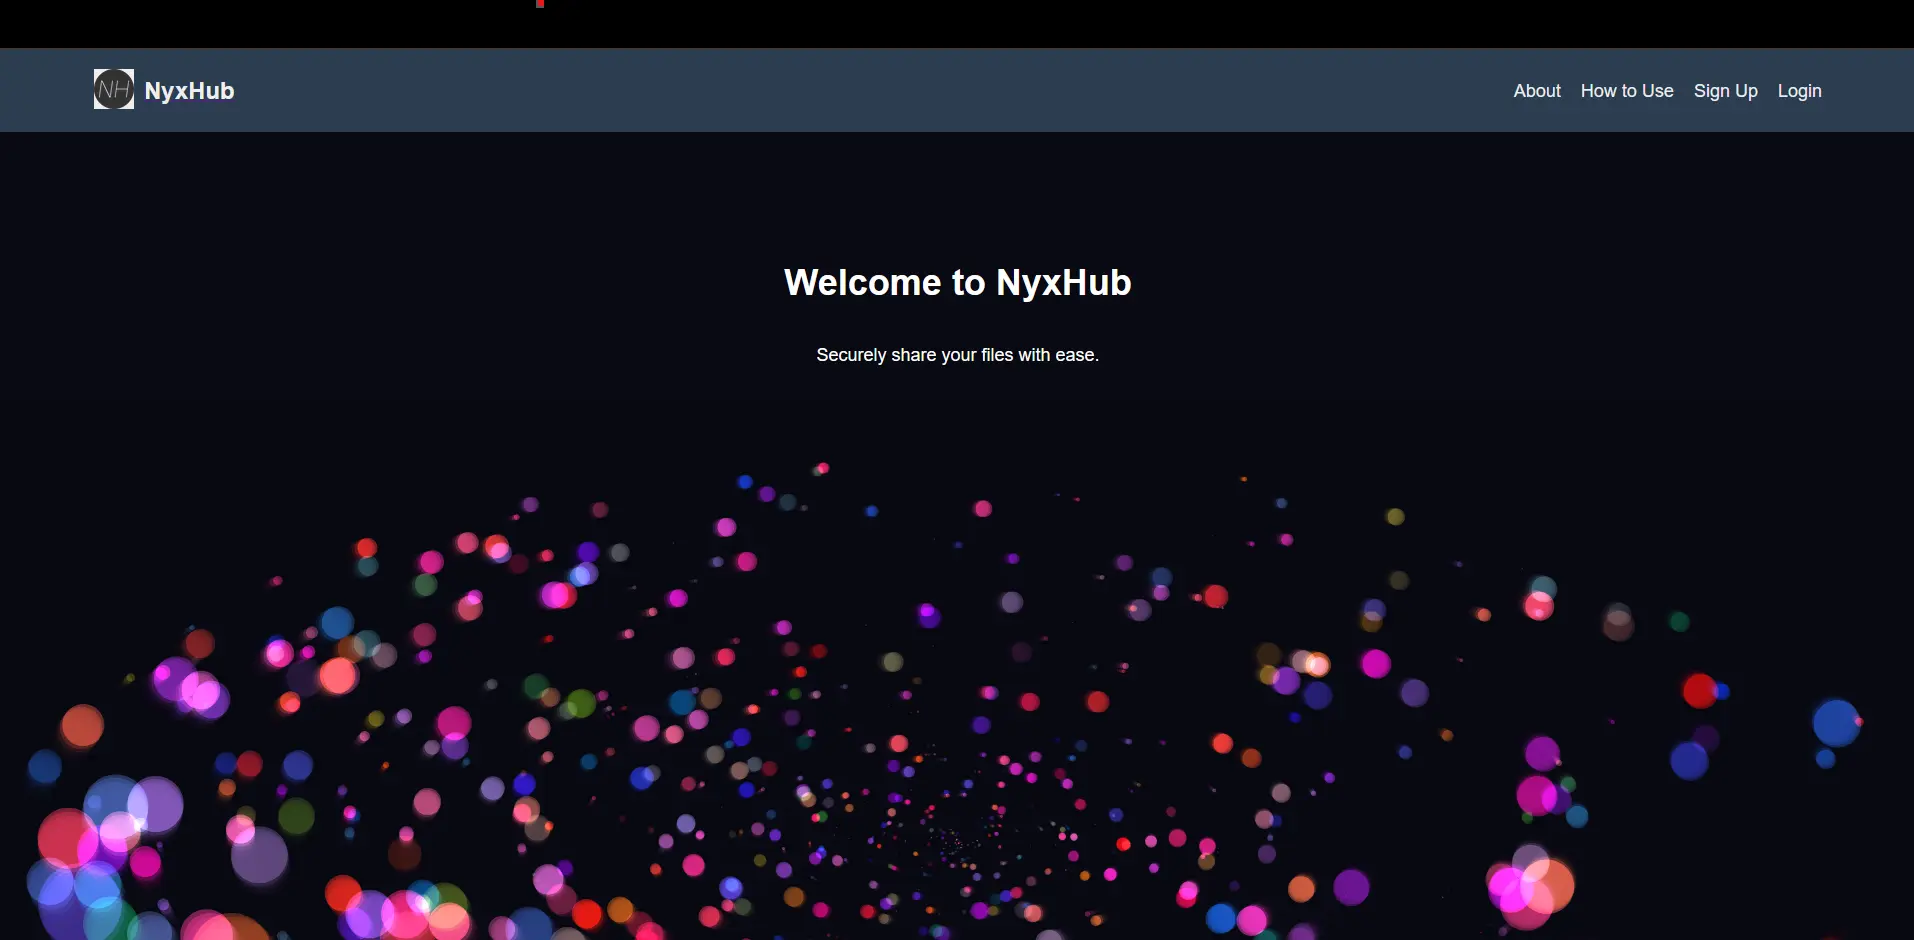 NH
NyxHub
About
How to Use
Sign Up
Login
Welcome to NyxHub
Securely share your files with ease.